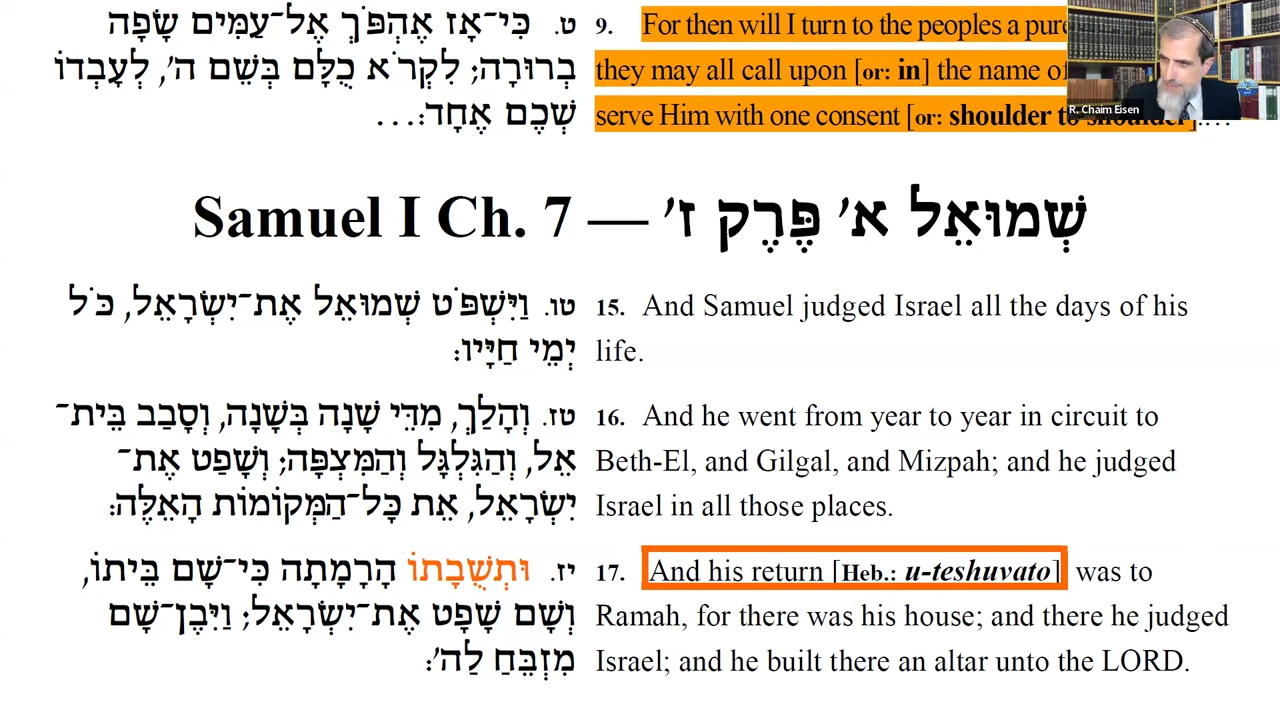 ט. כִּי־אָז אֶהְפֹּךְ אֶל־עַמִּים שָׂפָה
בְרוּרָה; לִקְרֹא כֻלָּם בְּשֵׁם ה', לְעָבְדוֹ
שְׁכֶם אֶחָד:...
9. For then will I turn to the peoples a pure
they may all call upon [or: in] the name of
serve Him with one consent [or: shoulder to shoulder]....
R. Chaim Eisen
Samuel I Ch. 7 — שְׁמוּאֵל א' פֶּרֶק ז'
טו. וַיִּשְׁפֹּט שְׁמוּאֵל אֶת־יִשְׂרָאֵל, כֹּל
יְמֵי חַיָּיו:
15. And Samuel judged Israel all the days of his
life.
טז. וְהָלַךְ, מִדֵּי שָׁנָה בְּשָׁנָה, וְסָבַב בֵּית־
אֵל, וְהַגִּלְגָּל וְהַמִּצְפָּה; וְשָׁפַט אֶת־
יִשְׂרָאֵל, אֵת כָּל־הַמְּקוֹמוֹת הָאֵלֶּה:
16. And he went from year to year in circuit to
Beth-El, and Gilgal, and Mizpah; and he judged
Israel in all those places.
יז. וּתְשֻׁבָתוֹ הָרָמָתָה כִּי־שָׁם בֵּיתוֹ,
וְשָׁם שָׁפָט אֶת־יִשְׂרָאֵל; וַיִּבֶן־שָׁם
מִזְבֵּחַ לַה':
17. And his return [Heb.: u-teshuvato] was to
Ramah, for there was his house; and there he judged
Israel; and he built there an altar unto the LORD.